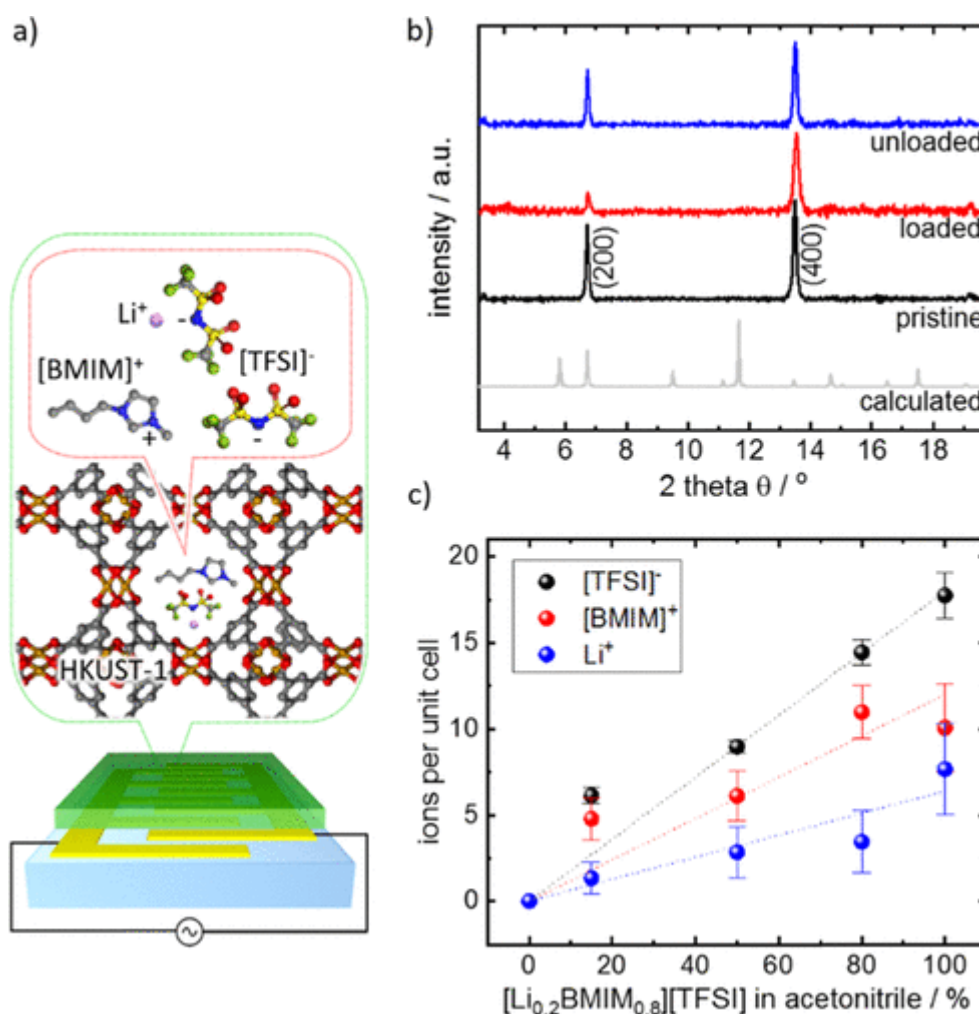 a)
Li⁺
-
[BMIM]⁺
[TFSI]⁻
+
-
HKUST-1
b)
intensity / a.u.
unloaded
loaded
(200)
(400)
pristine
calculated
4 6 8 10 12 14 16 18
2 theta θ / °
c)
ions per unit cell
20
15
10
5
0
[TFSI]⁻
[BMIM]⁺
Li⁺
0 20 40 60 80 100
[Li₀.₂BMIM₀.₈][TFSI] in acetonitrile / %